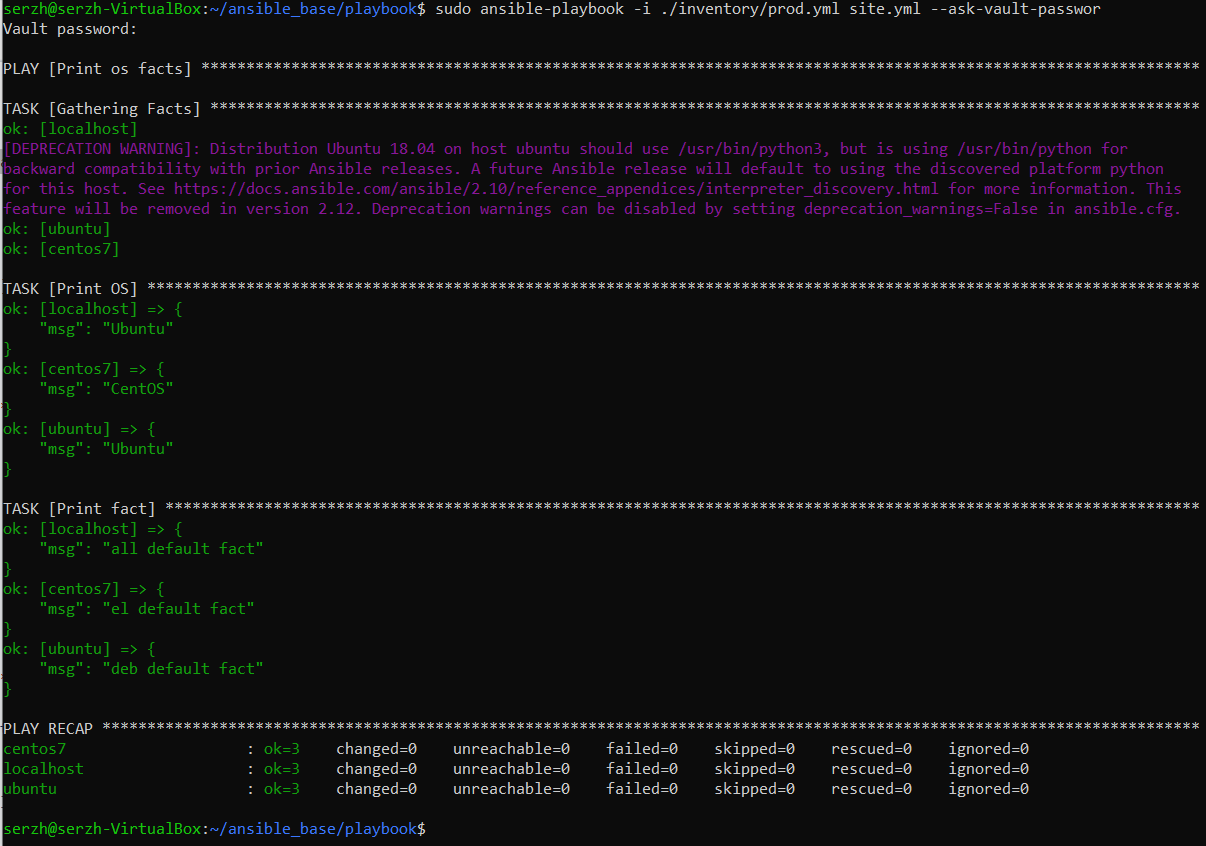 serzh@serzh-VirtualBox:~/ansible_base/playbook$ sudo ansible-playbook -i ./inventory/prod.yml site.yml --ask-vault-passwor
Vault password:
PLAY [Print os facts] ***************************************************************************************************************
TASK [Gathering Facts] **************************************************************************************************************
ok: [localhost]
[DEPRECATION WARNING]: Distribution Ubuntu 18.04 on host ubuntu should use /usr/bin/python3, but is using /usr/bin/python for
backward compatibility with prior Ansible releases. A future Ansible release will default to using the discovered platform python
for this host. See https://docs.ansible.com/ansible/2.10/reference_appendices/interpreter_discovery.html for more information. This
feature will be removed in version 2.12. Deprecation warnings can be disabled by setting deprecation_warnings=False in ansible.cfg.
ok: [ubuntu]
ok: [centos7]
TASK [Print OS] *********************************************************************************************************************
ok: [localhost] => {
    "msg": "Ubuntu"
}
ok: [centos7] => {
    "msg": "CentOS"
}
ok: [ubuntu] => {
    "msg": "Ubuntu"
}
TASK [Print fact] *******************************************************************************************************************
ok: [localhost] => {
    "msg": "all default fact"
}
ok: [centos7] => {
    "msg": "el default fact"
}
ok: [ubuntu] => {
    "msg": "deb default fact"
}
PLAY RECAP **************************************************************************************************************************
centos7                    : ok=3    changed=0    unreachable=0    failed=0    skipped=0    rescued=0    ignored=0
localhost                  : ok=3    changed=0    unreachable=0    failed=0    skipped=0    rescued=0    ignored=0
ubuntu                     : ok=3    changed=0    unreachable=0    failed=0    skipped=0    rescued=0    ignored=0
serzh@serzh-VirtualBox:~/ansible_base/playbook$